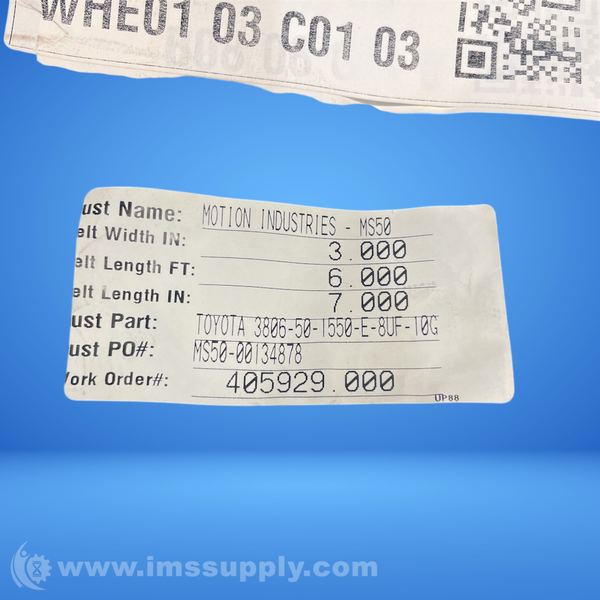 WHE01 03 C01 03
ust Name: MOTION INDUSTRIES - MS50
elt Width IN: 3.000
elt Length FT: 6.000
elt Length IN: 7.000
ust Part: TOYOTA 3806-50-1550-E-8UF-10G
ust PO#: MS50-00134878
ork Order#: 405929.000
UP88
www.imssupply.com